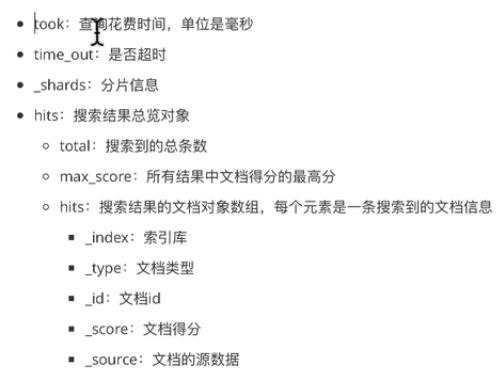 took：查询花费时间，单位是毫秒
time_out：是否超时
_shards：分片信息
hits：搜索结果总览对象
total：搜索到的总条数
max_score：所有结果中文档得分的最高分
hits：搜索结果的文档对象数组，每个元素是一条搜索到的文档信息
_index：索引库
_type：文档类型
_id：文档id
_score：文档得分
_source：文档的源数据